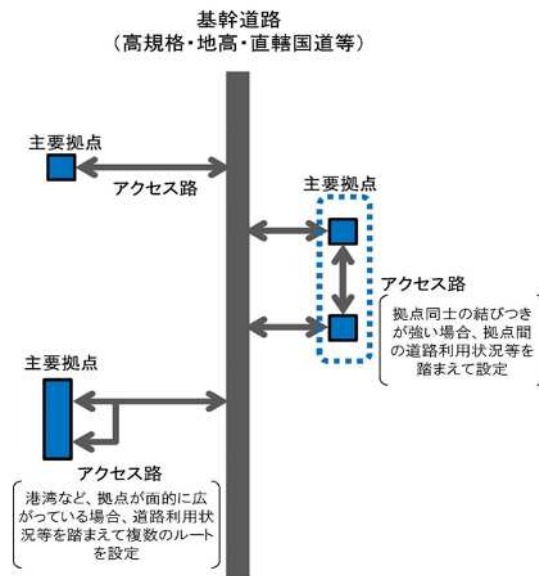 基幹道路
（高規格・地高・直轄国道等）
主要拠点
アクセス路
主要拠点
アクセス路
拠点同士の結びつき
が強い場合、拠点間
の道路利用状況等を
踏まえて設定
主要拠点
アクセス路
港湾など、拠点が面的に広
がっている場合、道路利用状
況等を踏まえて複数のルート
を設定